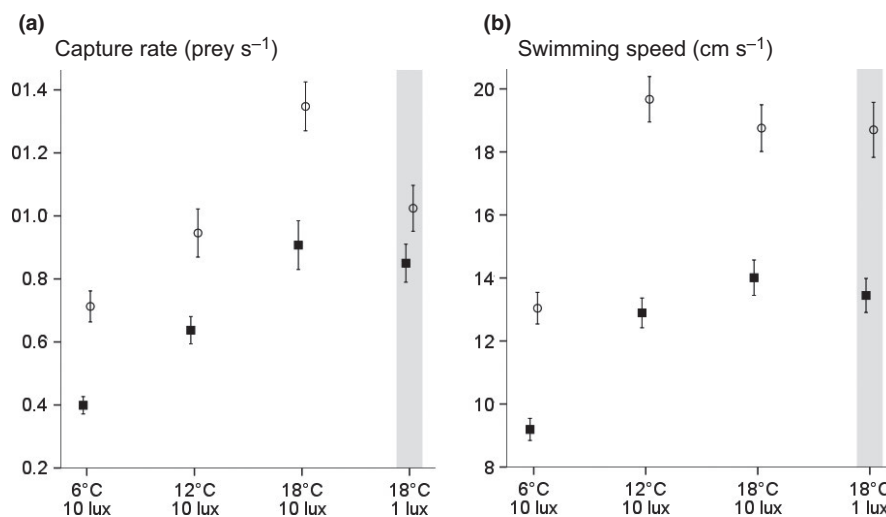 (a)
Capture rate (prey s⁻¹)
01.4
01.2
01.0
0.8
0.6
0.4
0.2
6°C 12°C 18°C 18°C
10 lux 10 lux 10 lux 1 lux
(b)
Swimming speed (cm s⁻¹)
20
18
16
14
12
10
8
6°C 12°C 18°C 18°C
10 lux 10 lux 10 lux 1 lux